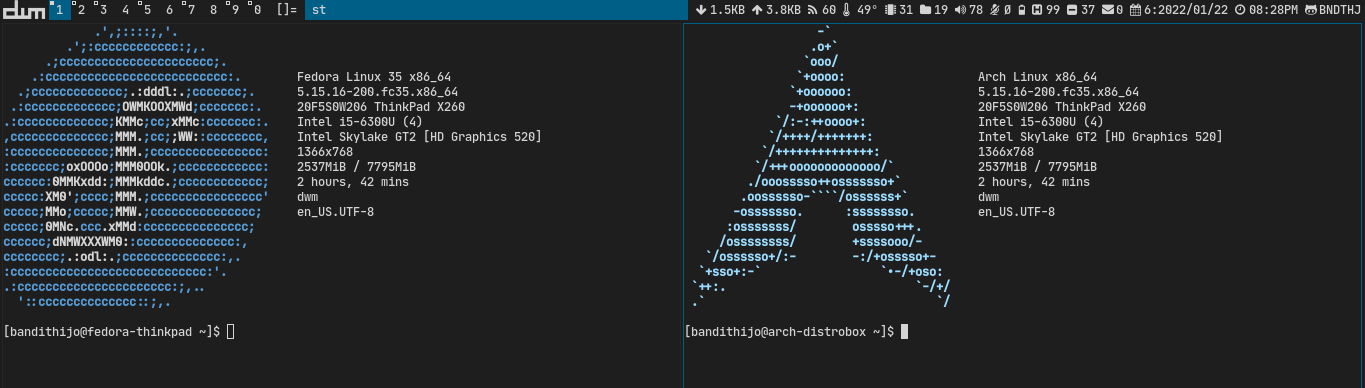 dwm 1 2 3 4 5 6 7 8 9 0 []= st 1.5KB 3.8KB 60 49° 31 19 78 Ø 99 37 0 6:2022/01/22 08:28PM BNDTHJ
Fedora Linux 35 x86_64
5.15.16-200.fc35.x86_64
20F5S0W206 ThinkPad X260
Intel i5-6300U (4)
Intel Skylake GT2 [HD Graphics 520]
1366x768
2537MiB / 7795MiB
2 hours, 42 mins
dwm
en_US.UTF-8
[bandithijo@fedora-thinkpad ~]$
Arch Linux x86_64
5.15.16-200.fc35.x86_64
20F5S0W206 ThinkPad X260
Intel i5-6300U (4)
Intel Skylake GT2 [HD Graphics 520]
1366x768
2537MiB / 7795MiB
2 hours, 42 mins
dwm
en_US.UTF-8
[bandithijo@arch-distrobox ~]$